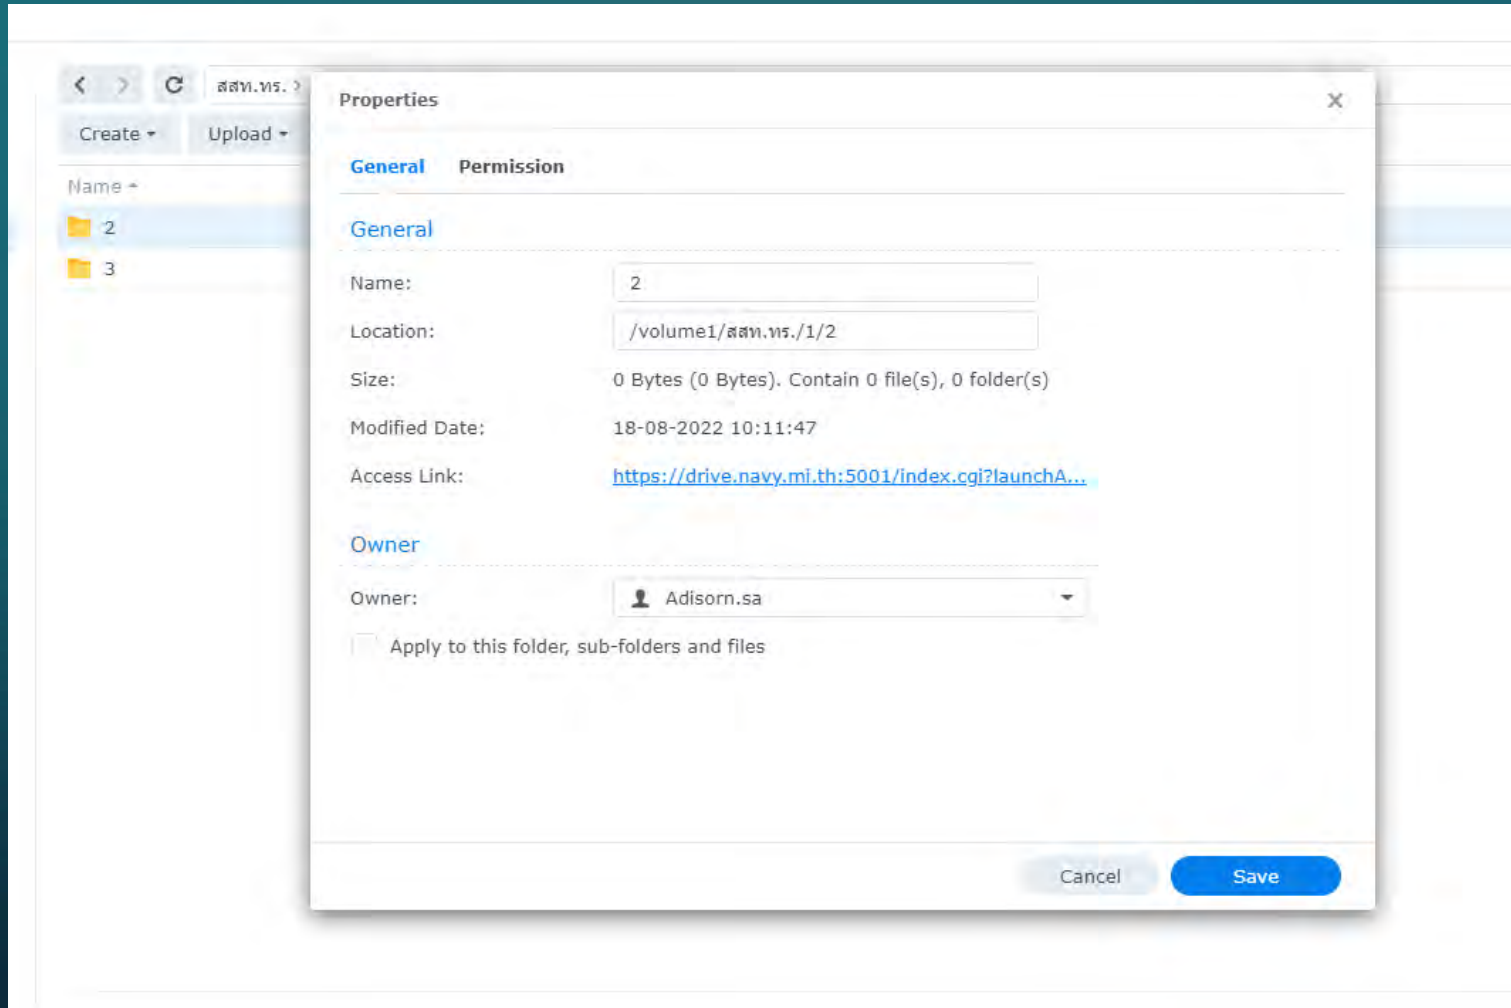 สสท.ทร. >
Create
Upload
Name
2
3
Properties
General Permission
General
Name: 2
Location: /volume1/สสท.ทร./1/2
Size: 0 Bytes (0 Bytes). Contain 0 file(s), 0 folder(s)
Modified Date: 18-08-2022 10:11:47
Access Link: https://drive.navy.mi.th:5001/index.cgi?launchA...
Owner
Owner: Adisorn.sa
Apply to this folder, sub-folders and files
Cancel Save